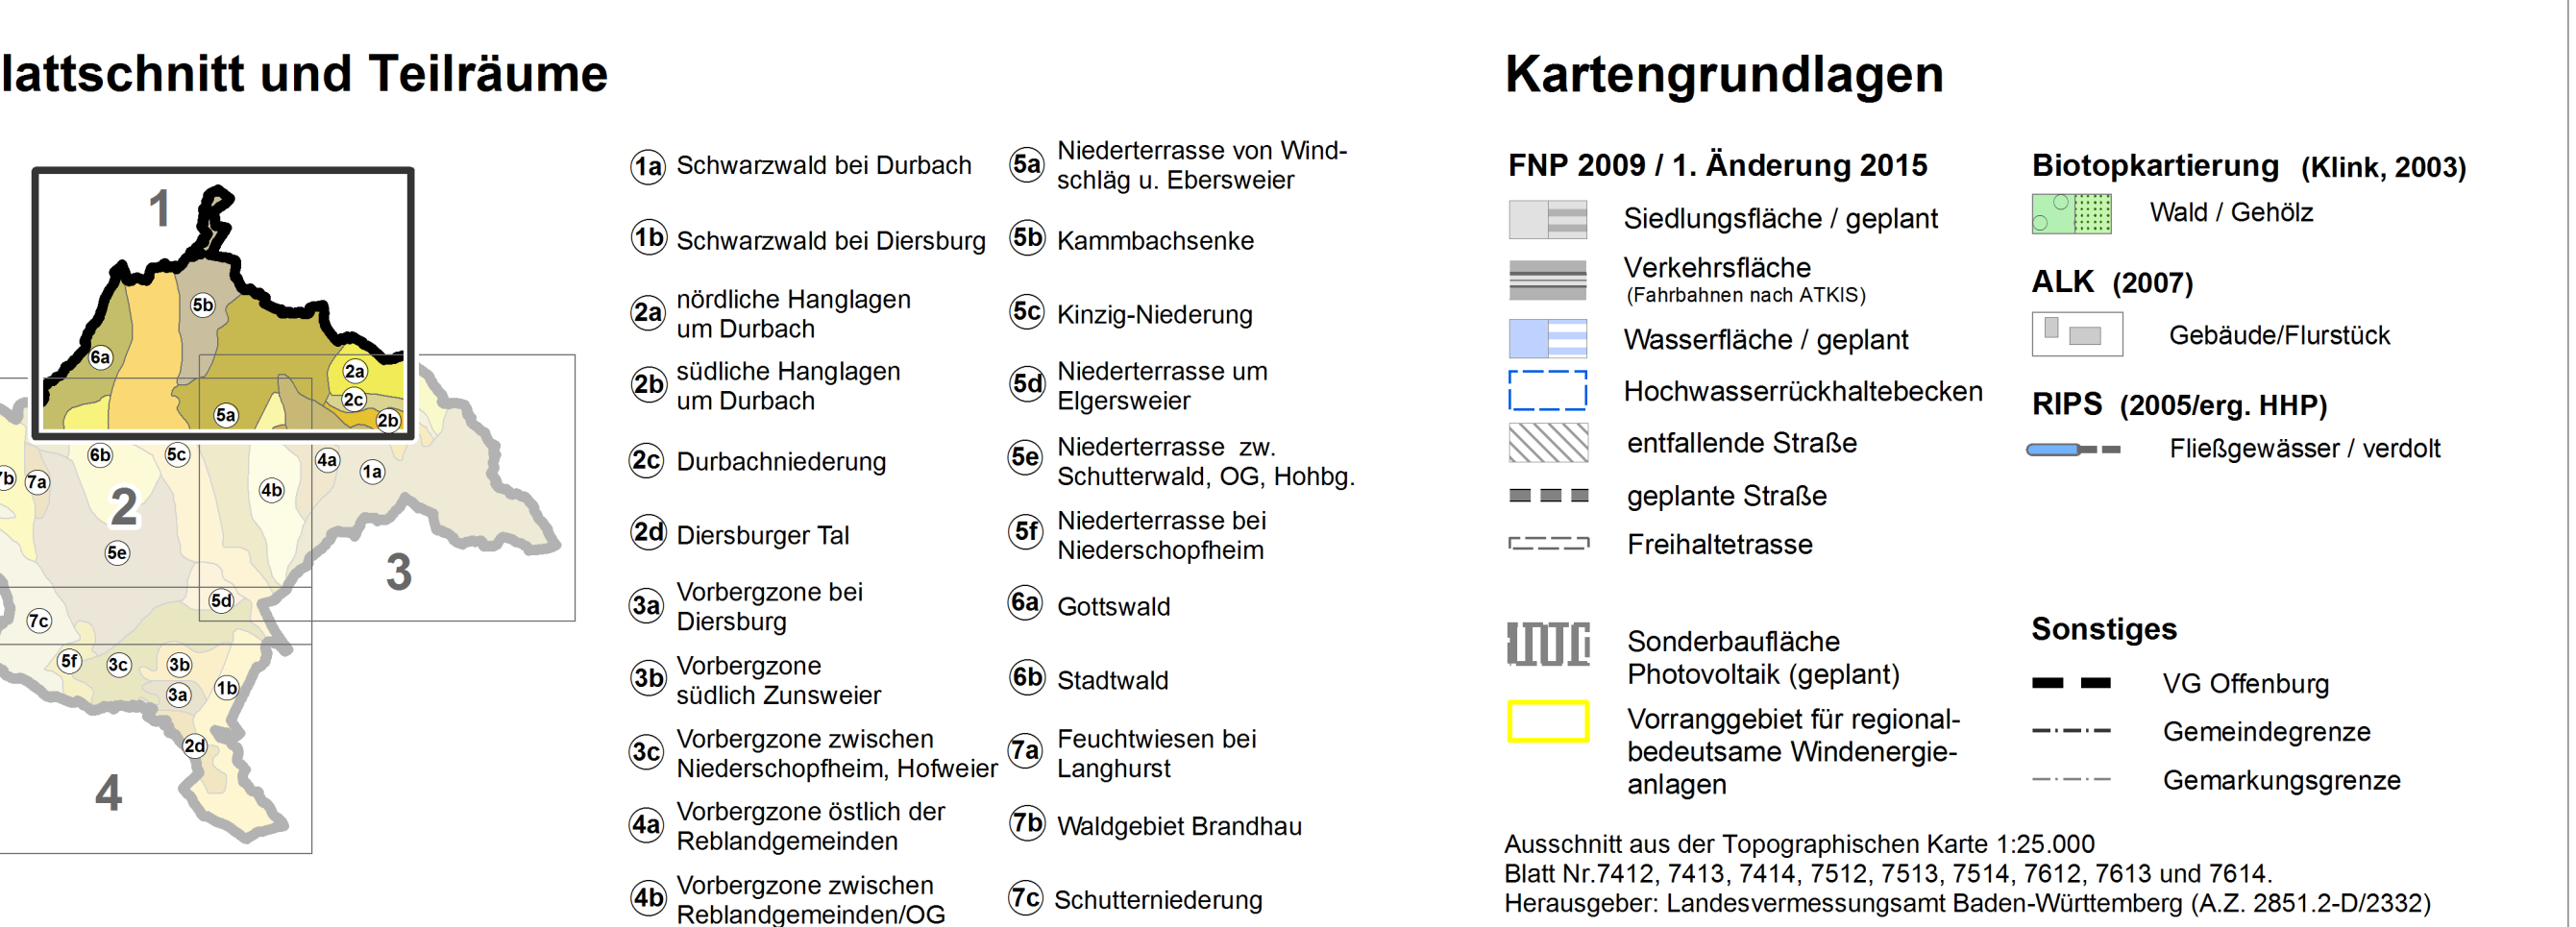 lattschnitt und Teilräume
1
5b
6a
2a
2c
5a
2b
6b
5c
4a
1a
7b
7a
4b
2
5e
3
5d
7c
5f
3c
3b
3a
1b
2d
4
1a Schwarzwald bei Durbach
1b Schwarzwald bei Diersburg
2a nördliche Hanglagen
um Durbach
2b südliche Hanglagen
um Durbach
2c Durbachniederung
2d Diersburger Tal
3a Vorbergzone bei
Diersburg
3b Vorbergzone
südlich Zunsweier
3c Vorbergzone zwischen
Niederschopfheim, Hofweier
4a Vorbergzone östlich der
Reblandgemeinden
4b Vorbergzone zwischen
Reblandgemeinden/OG
5a Niederterrasse von Wind-
schläg u. Ebersweier
5b Kammbachsenke
5c Kinzig-Niederung
5d Niederterrasse um
Elgersweier
5e Niederterrasse zw.
Schutterwald, OG, Hohbg.
5f Niederterrasse bei
Niederschopfheim
6a Gottswald
6b Stadtwald
7a Feuchtwiesen bei
Langhurst
7b Waldgebiet Brandhau
7c Schutterniederung
Kartengrundlagen
FNP 2009 / 1. Änderung 2015
Siedlungsfläche / geplant
Verkehrsfläche
(Fahrbahnen nach ATKIS)
Wasserfläche / geplant
Hochwasserrückhaltebecken
entfallende Straße
geplante Straße
Freihaltetrasse
Sonderbaufläche
Photovoltaik (geplant)
Vorranggebiet für regional-
bedeutsame Windenergie-
anlagen
Biotopkartierung (Klink, 2003)
Wald / Gehölz
ALK (2007)
Gebäude/Flurstück
RIPS (2005/erg. HHP)
Fließgewässer / verdolt
Sonstiges
VG Offenburg
Gemeindegrenze
Gemarkungsgrenze
Ausschnitt aus der Topographischen Karte 1:25.000
Blatt Nr.7412, 7413, 7414, 7512, 7513, 7514, 7612, 7613 und 7614.
Herausgeber: Landesvermessungsamt Baden-Württemberg (A.Z. 2851.2-D/2332)